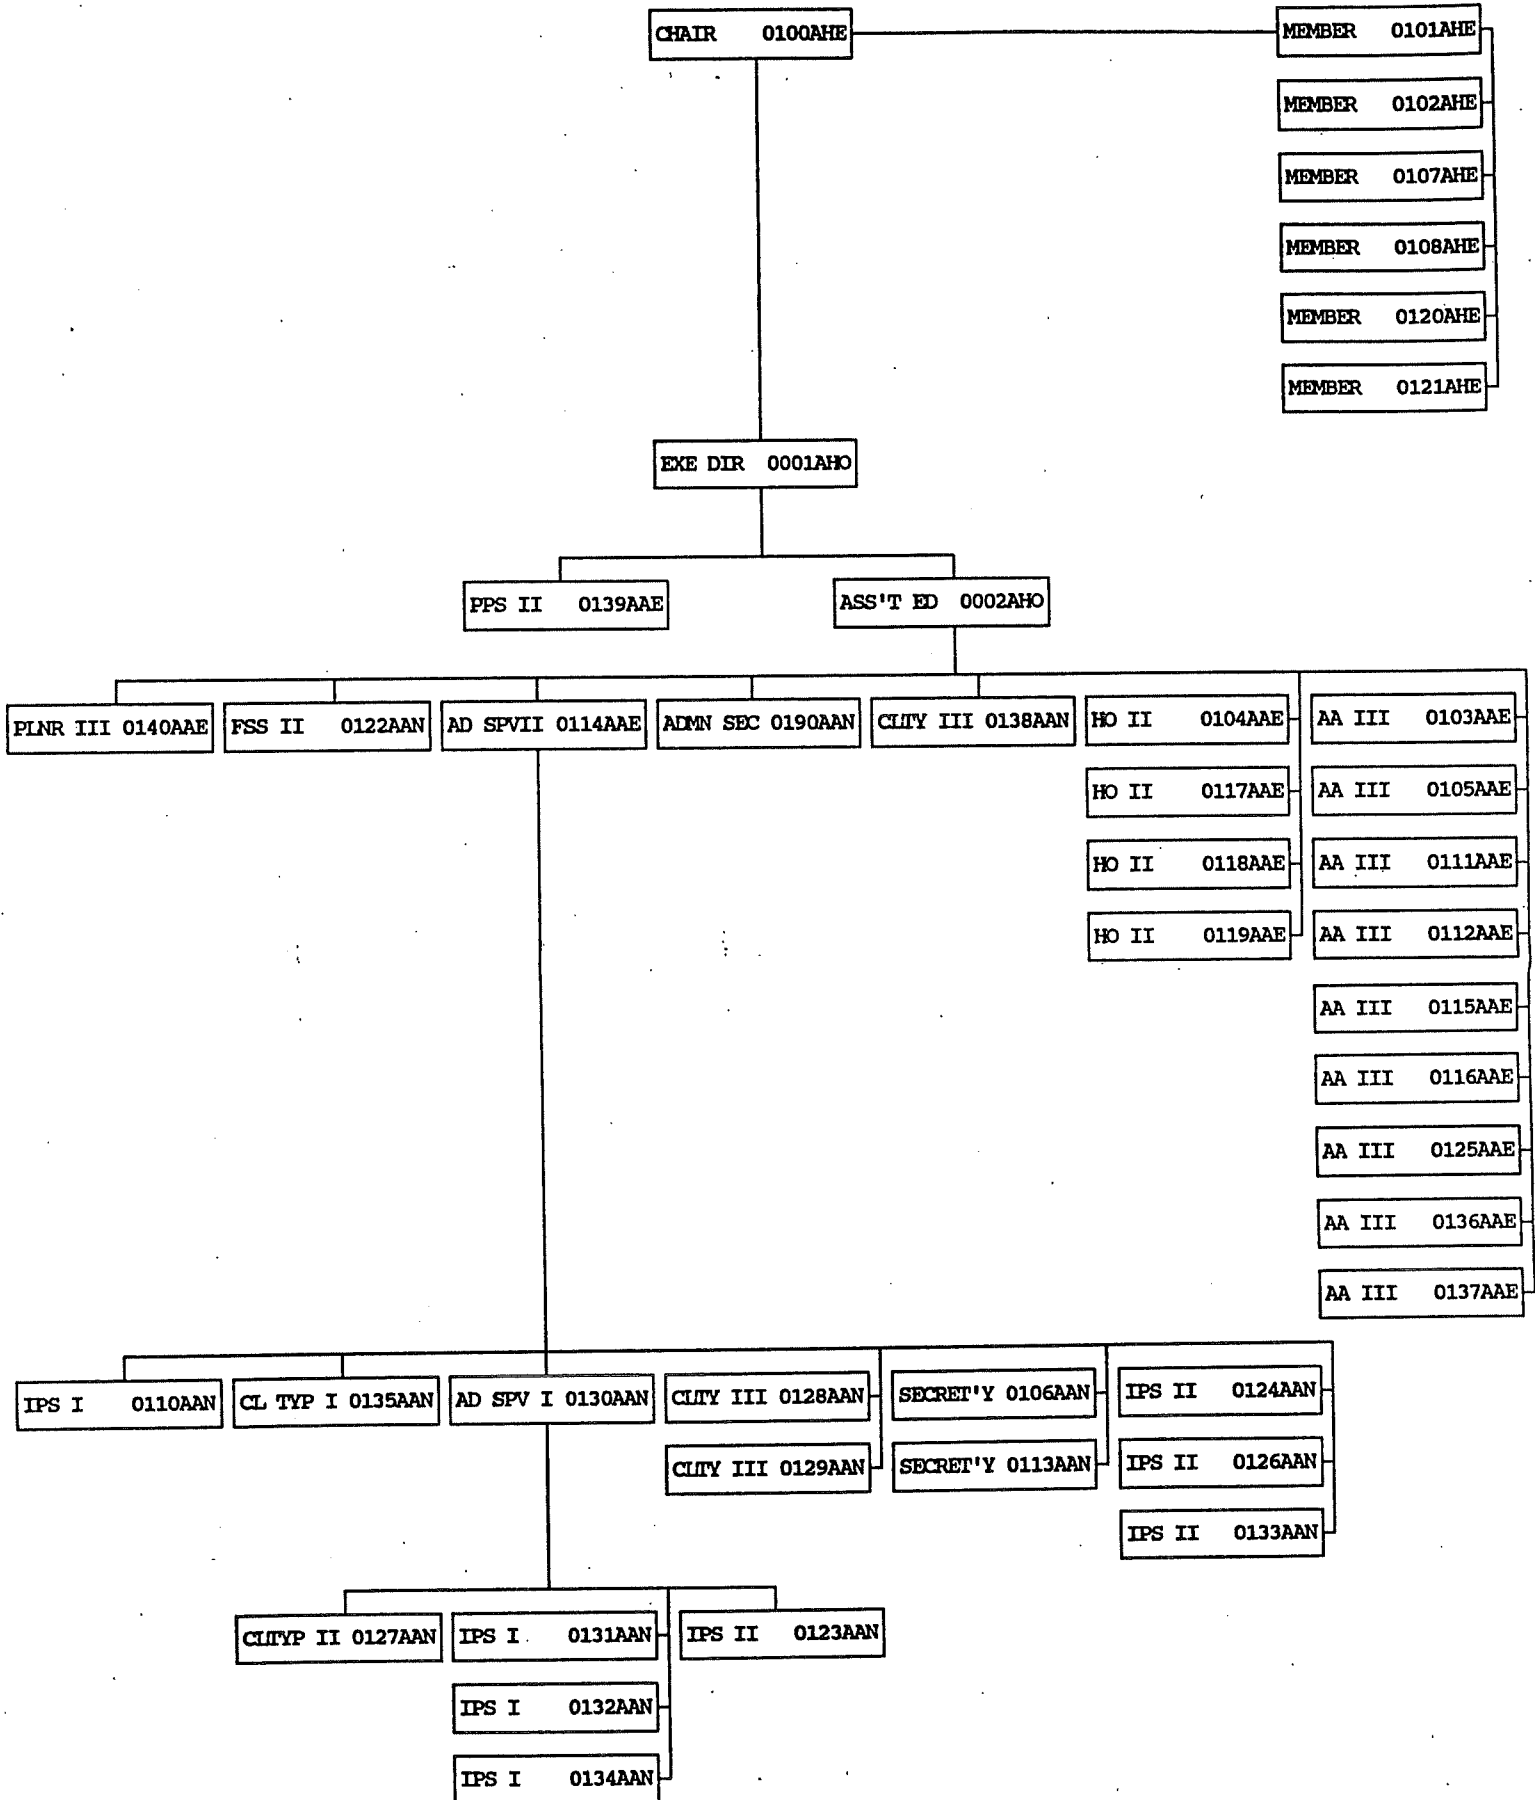 CHAIR 0100AHE
MEMBER 0101AHE
MEMBER 0102AHE
MEMBER 0107AHE
MEMBER 0108AHE
MEMBER 0120AHE
MEMBER 0121AHE
EXE DIR 0001AHO
PPS II 0139AAE
ASS'T ED 0002AHO
PLNR III 0140AAE
FSS II 0122AAN
AD SPVII 0114AAE
ADMN SEC 0190AAN
CLTY III 0138AAN
HO II 0104AAE
HO II 0117AAE
HO II 0118AAE
HO II 0119AAE
AA III 0103AAE
AA III 0105AAE
AA III 0111AAE
AA III 0112AAE
AA III 0115AAE
AA III 0116AAE
AA III 0125AAE
AA III 0136AAE
AA III 0137AAE
IPS I 0110AAN
CL TYP I 0135AAN
AD SPV I 0130AAN
CLTY III 0128AAN
CLTY III 0129AAN
SECRET'Y 0106AAN
SECRET'Y 0113AAN
IPS II 0124AAN
IPS II 0126AAN
IPS II 0133AAN
CLTYP II 0127AAN
IPS I 0131AAN
IPS I 0132AAN
IPS I 0134AAN
IPS II 0123AAN